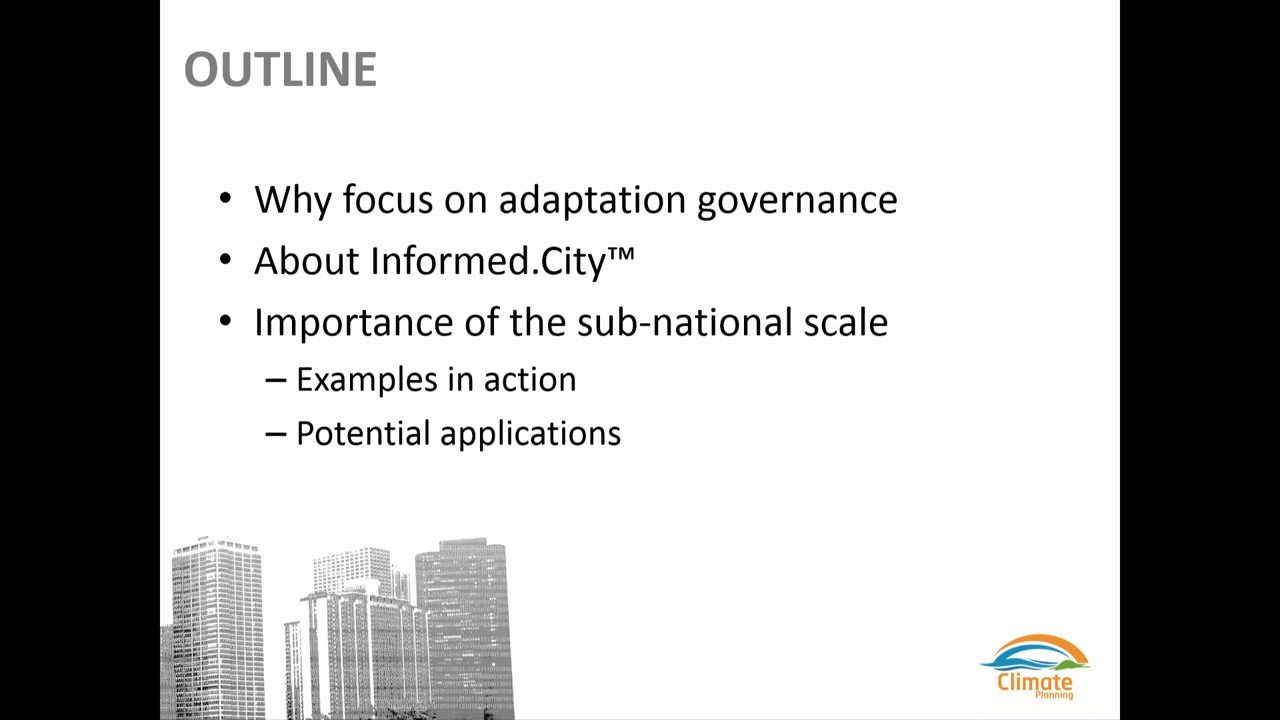 OUTLINE
• Why focus on adaptation governance
• About Informed.City™
• Importance of the sub-national scale
– Examples in action
– Potential applications
Climate
Planning